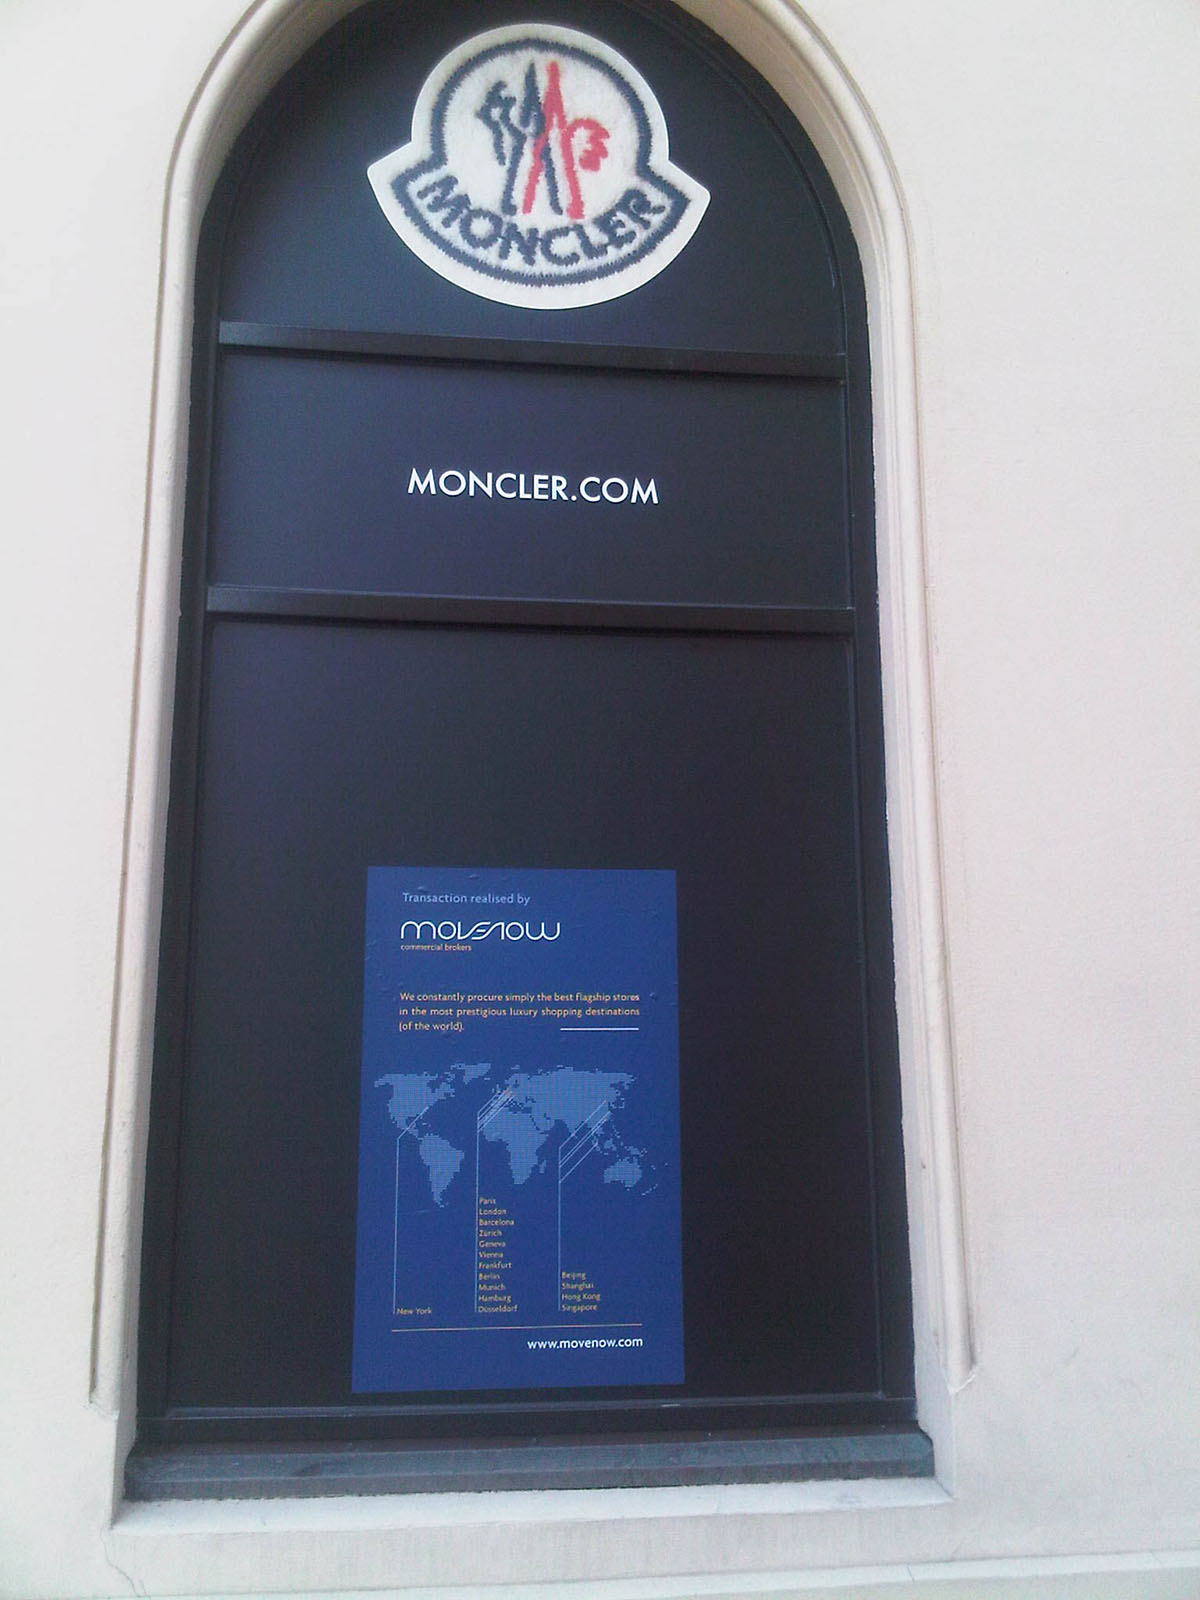 MONCLER
MONCLER.COM
Transaction realised by
movenow
commercial brokers
We constantly procure simply the best flagship stores
in the most prestigious luxury shopping destinations
(of the world).
Paris
London
Barcelona
Zürich
Geneva
Vienna
Frankfurt
Berlin
Munich
Hamburg
Düsseldorf
Beijing
Shanghai
Hong Kong
Singapore
New York
www.movenow.com